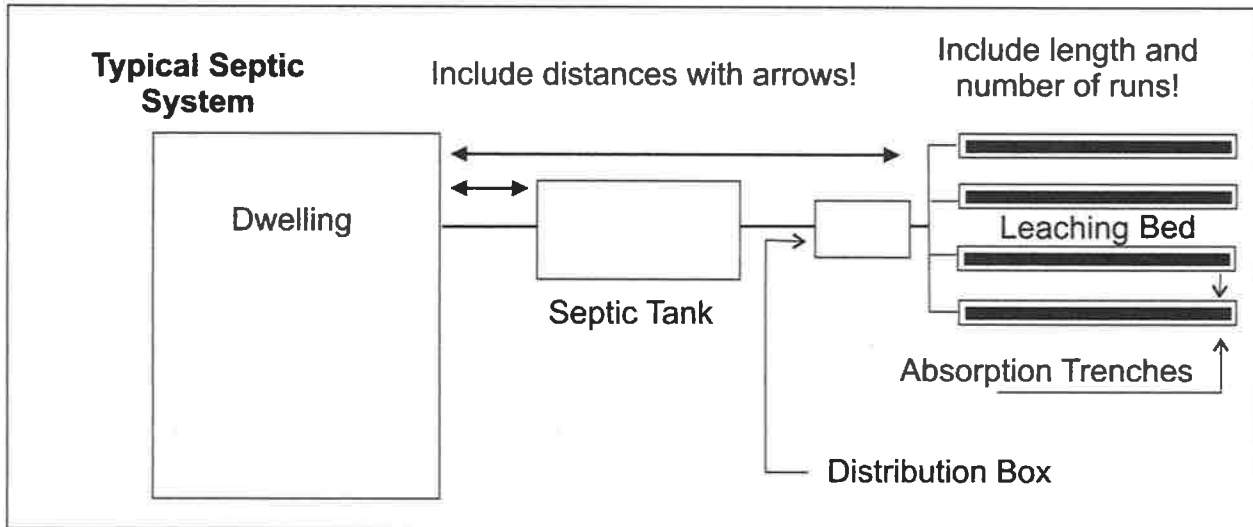 Typical Septic
System
Include distances with arrows!
Include length and
number of runs!
Dwelling
Leaching Bed
Septic Tank
Absorption Trenches
Distribution Box